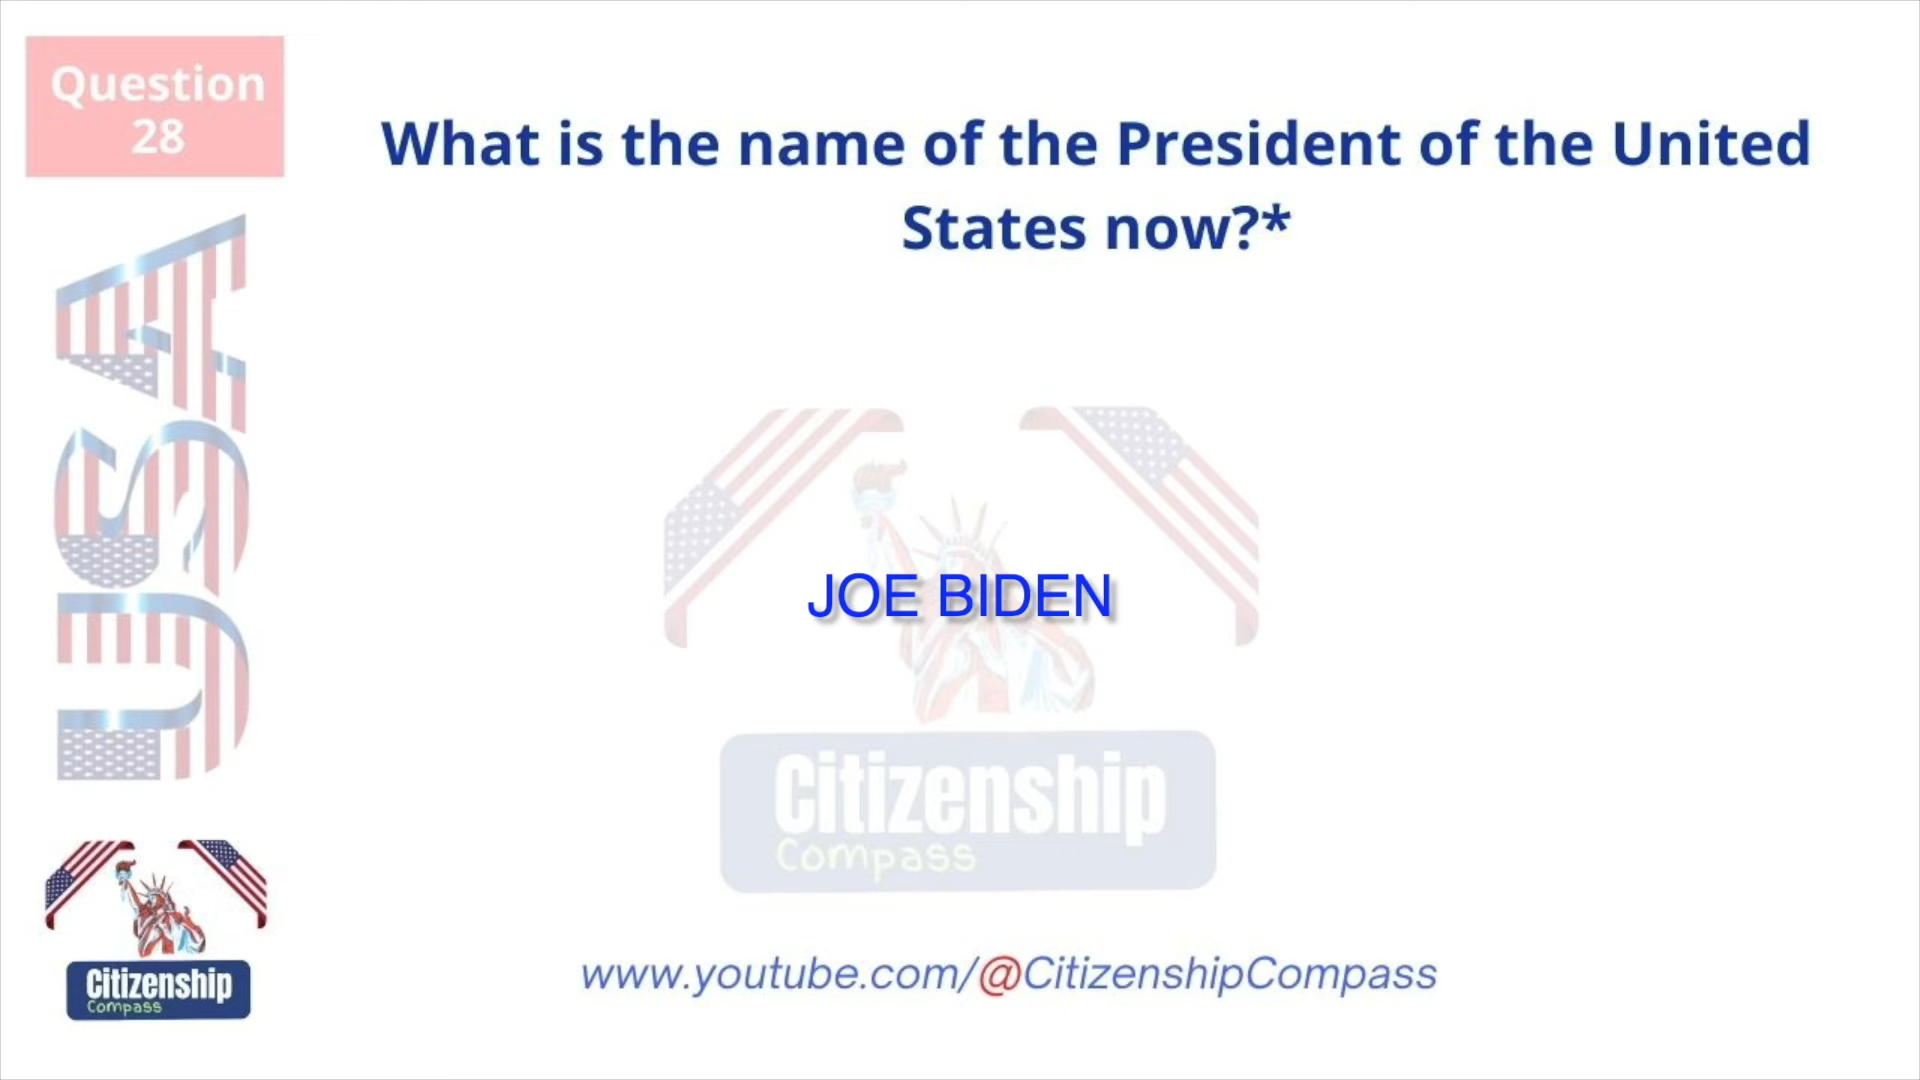 Question
28
What is the name of the President of the United
States now?*
USA
JOE BIDEN
Citizenship
Compass
Citizenship
Compass
www.youtube.com/@CitizenshipCompass